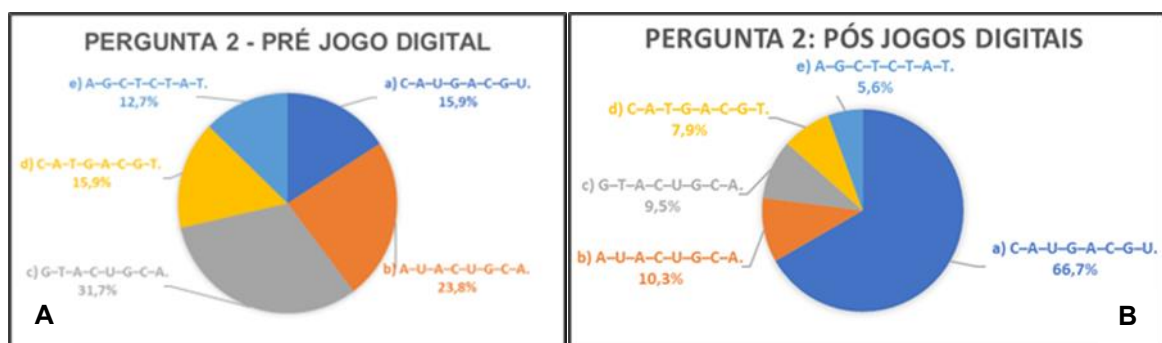 PERGUNTA 2 - PRÉ JOGO DIGITAL
e) A–G–C–T–C–T–A–T.
12,7%
a) C–A–U–G–A–C–G–U.
15,9%
d) C–A–T–G–A–C–G–T.
15,9%
c) G–T–A–C–U–G–C–A.
31,7%
b) A–U–A–C–U–G–C–A.
23,8%
A
PERGUNTA 2: PÓS JOGOS DIGITAIS
e) A–G–C–T–C–T–A–T.
5,6%
d) C–A–T–G–A–C–G–T.
7,9%
c) G–T–A–C–U–G–C–A.
9,5%
b) A–U–A–C–U–G–C–A.
10,3%
a) C–A–U–G–A–C–G–U.
66,7%
B